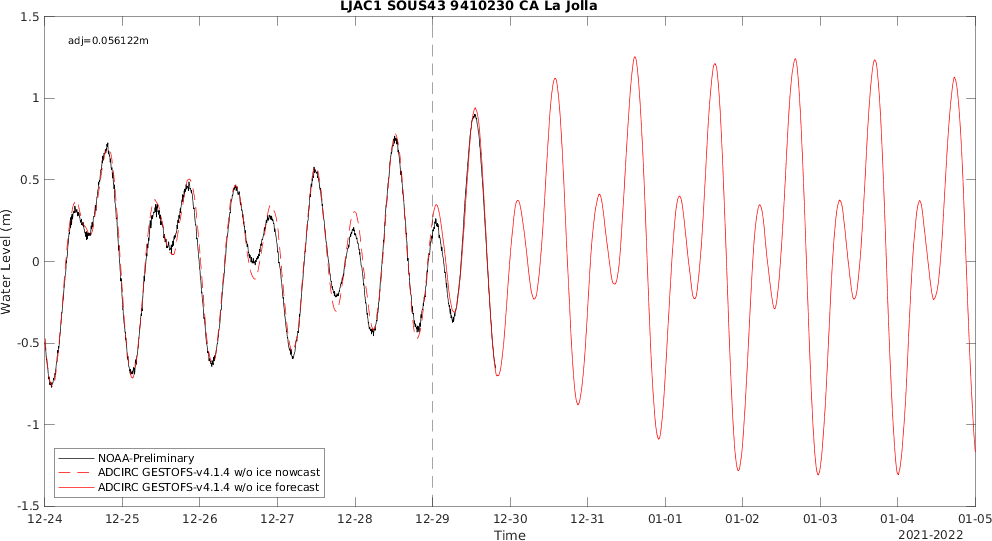 LJAC1 SOUS43 9410230 CA La Jolla
adj=0.056122m
1.5
1
0.5
0
-0.5
-1
-1.5
Water Level (m)
NOAA-Preliminary
ADCIRC GESTOFS-v4.1.4 w/o ice nowcast
ADCIRC GESTOFS-v4.1.4 w/o ice forecast
12-24 12-25 12-26 12-27 12-28 12-29 12-30 12-31 01-01 01-02 01-03 01-04 01-05
Time
2021-2022